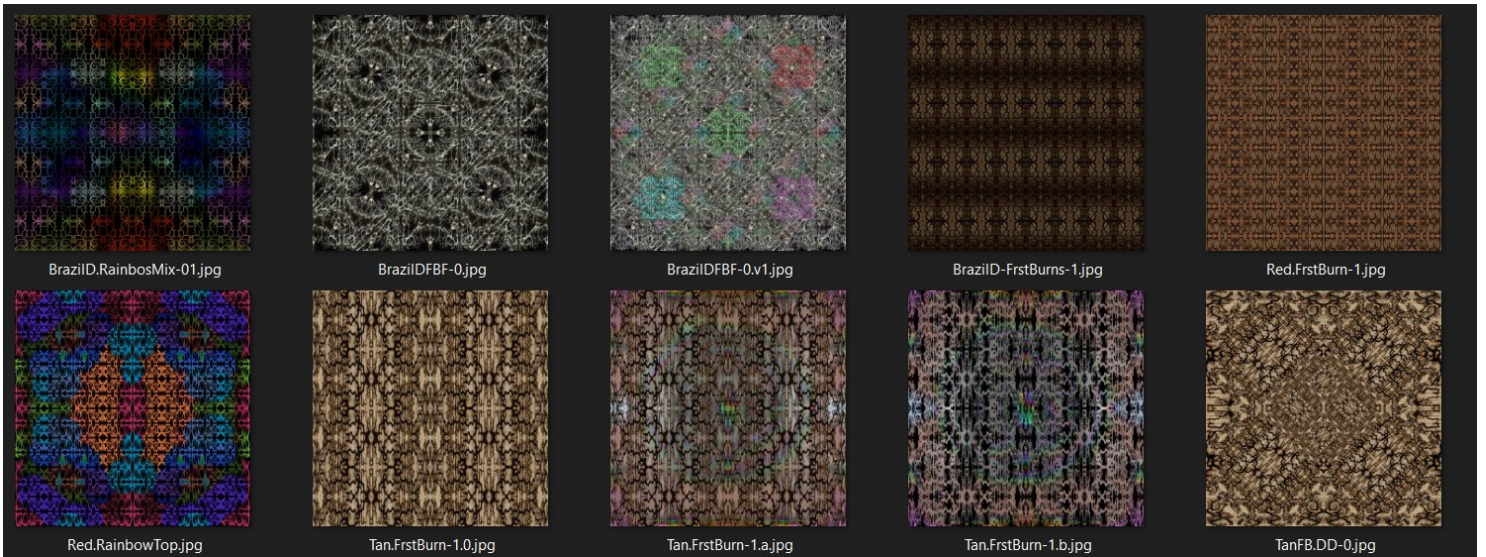 BrazilD.RainbosMix-01.jpg
BrazilDFBF-0.jpg
BrazilDFBF-0.v1.jpg
BrazilD-FrstBurns-1.jpg
Red.FrstBurn-1.jpg
Red.RainbowTop.jpg
Tan.FrstBurn-1.0.jpg
Tan.FrstBurn-1.a.jpg
Tan.FrstBurn-1.b.jpg
TanFB.DD-0.jpg